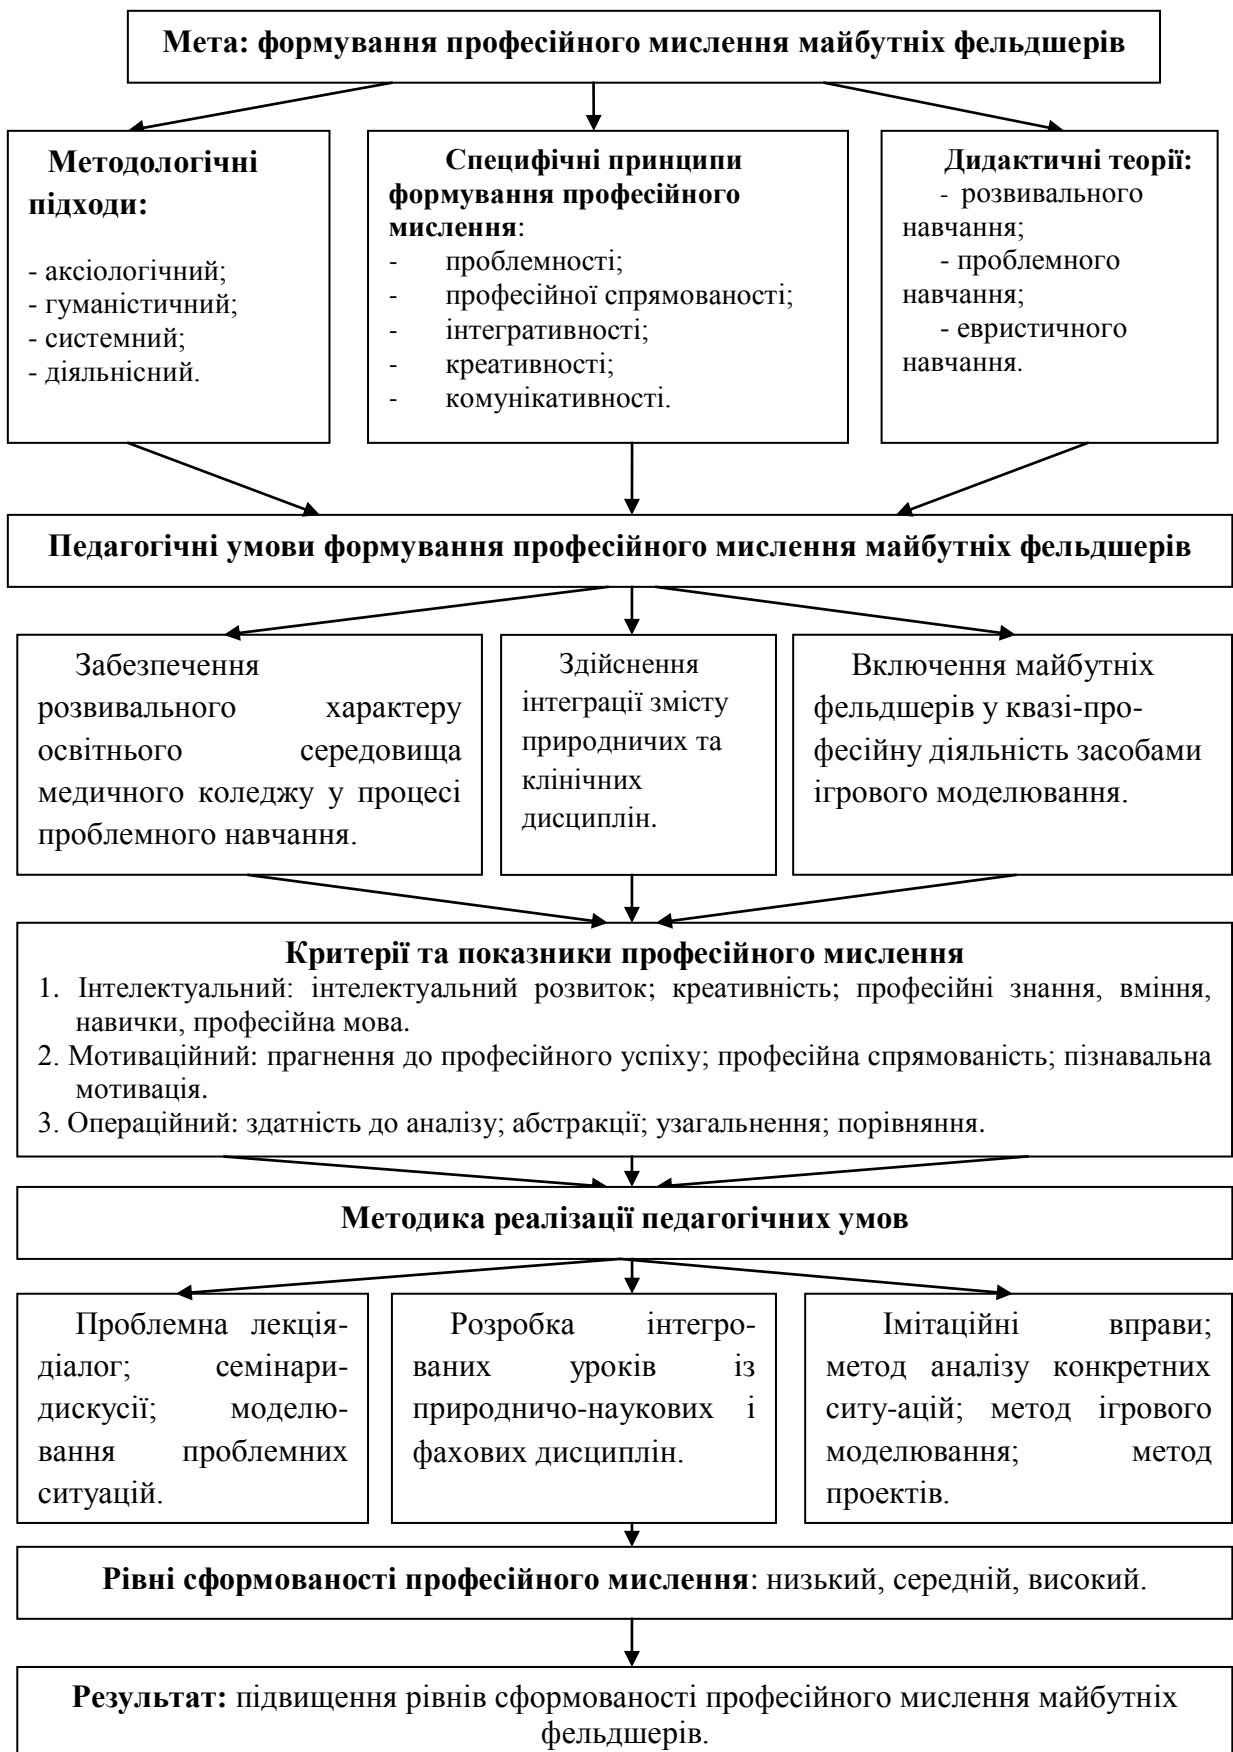 Мета: формування професійного мислення майбутніх фельдшерів
Методологічні
підходи:
- аксіологічний;
- гуманістичний;
- системний;
- діяльнісний.
Специфічні принципи
формування професійного
мислення:
- проблемності;
- професійної спрямованості;
- інтегративності;
- креативності;
- комунікативності.
Дидактичні теорії:
- розвивального
навчання;
- проблемного
навчання;
- евристичного
навчання.
Педагогічні умови формування професійного мислення майбутніх фельдшерів
Забезпечення
розвивального характеру
освітнього середовища
медичного коледжу у процесі
проблемного навчання.
Здійснення
інтеграції змісту
природничих та
клінічних
дисциплін.
Включення майбутніх
фельдшерів у квазі-про-
фесійну діяльність засобами
ігрового моделювання.
Критерії та показники професійного мислення
1. Інтелектуальний: інтелектуальний розвиток; креативність; професійні знання, вміння,
навички, професійна мова.
2. Мотиваційний: прагнення до професійного успіху; професійна спрямованість; пізнавальна
мотивація.
3. Операційний: здатність до аналізу; абстракції; узагальнення; порівняння.
Методика реалізації педагогічних умов
Проблемна лекція-
діалог; семінари-
дискусії; моделю-
вання проблемних
ситуацій.
Розробка інтегро-
ваних уроків із
природничо-наукових і
фахових дисциплін.
Імітаційні вправи;
метод аналізу конкретних
ситу-ацій; метод ігрового
моделювання; метод
проектів.
Рівні сформованості професійного мислення: низький, середній, високий.
Результат: підвищення рівнів сформованості професійного мислення майбутніх
фельдшерів.